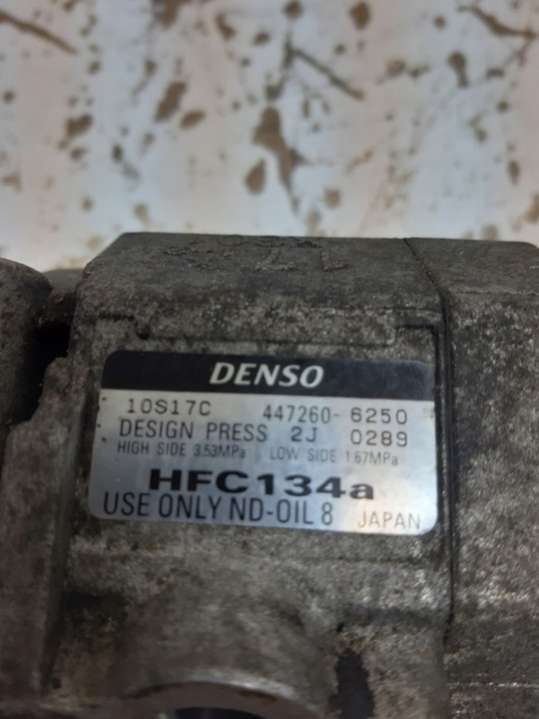 DENSO
10S17C 447260-6250
DESIGN PRESS 2J 0289
HIGH SIDE 3.53MPa LOW SIDE 1.67MPa
HFC134a
USE ONLY ND-OIL 8 JAPAN